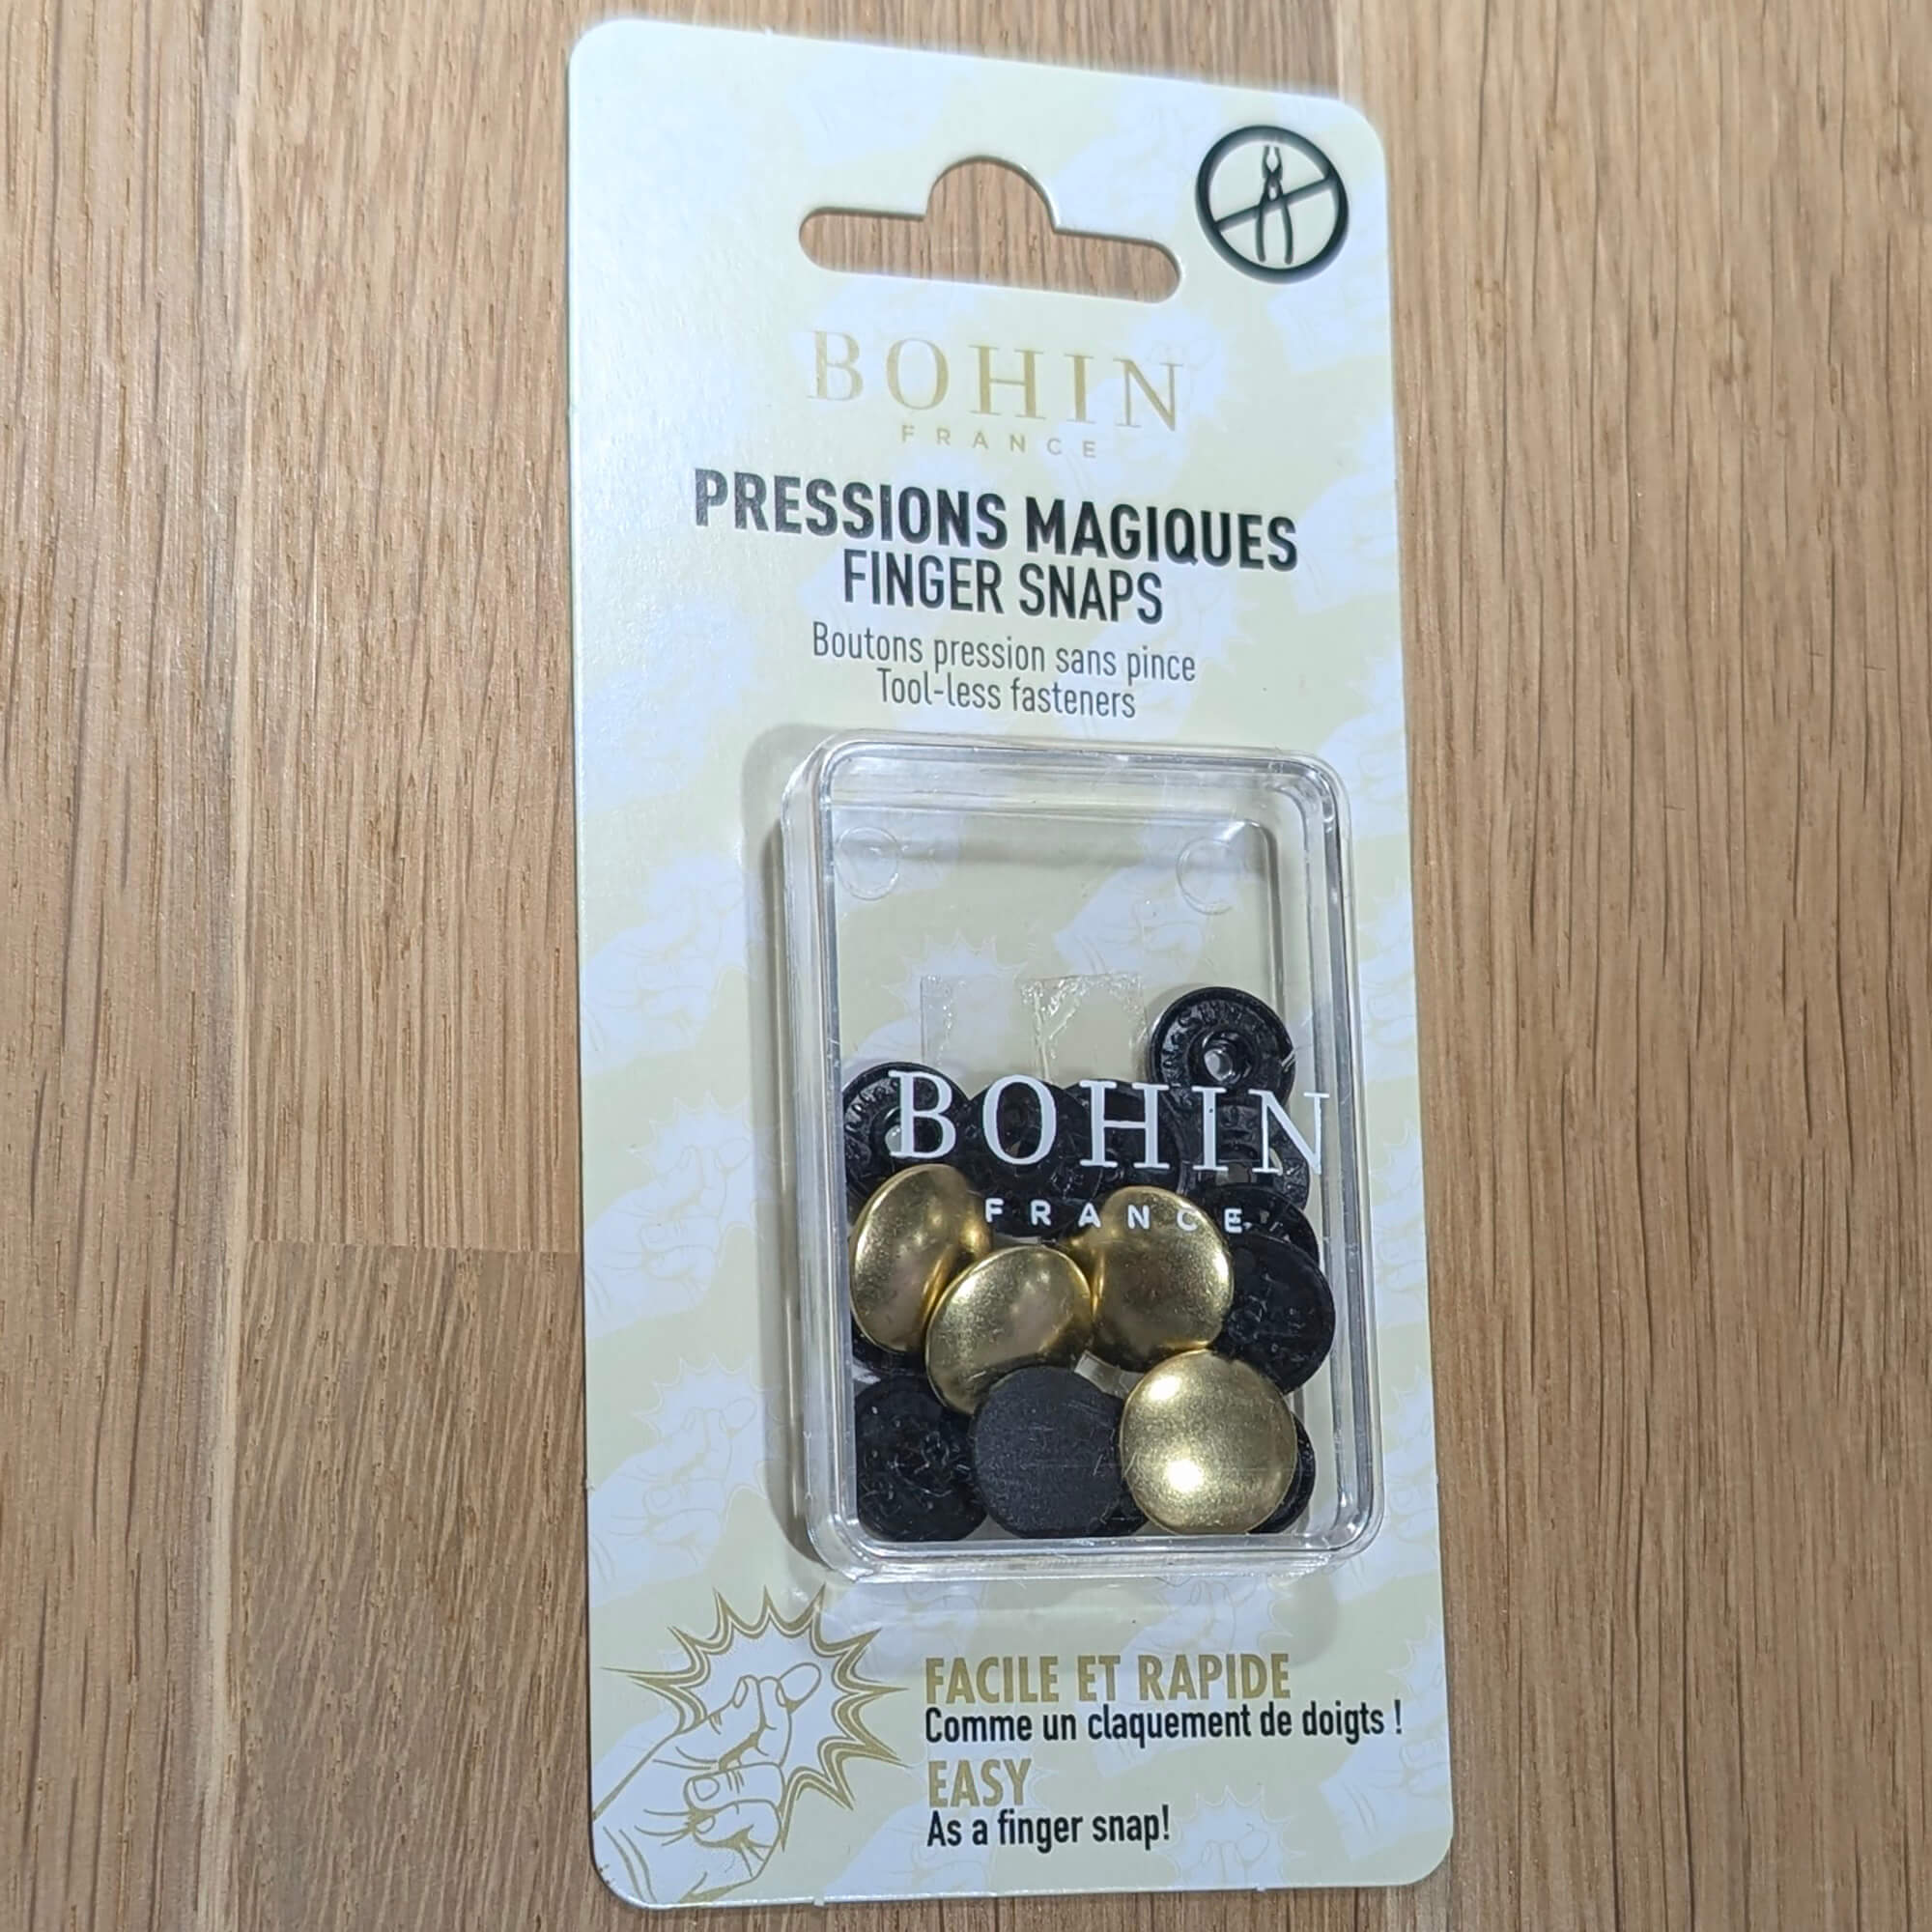 BOHIN
FRANCE
PRESSIONS MAGIQUES
FINGER SNAPS
Boutons pression sans pince
Tool-less fasteners
BOHIN
FRANCE
FACILE ET RAPIDE
Comme un claquement de doigts !
EASY
As a finger snap!